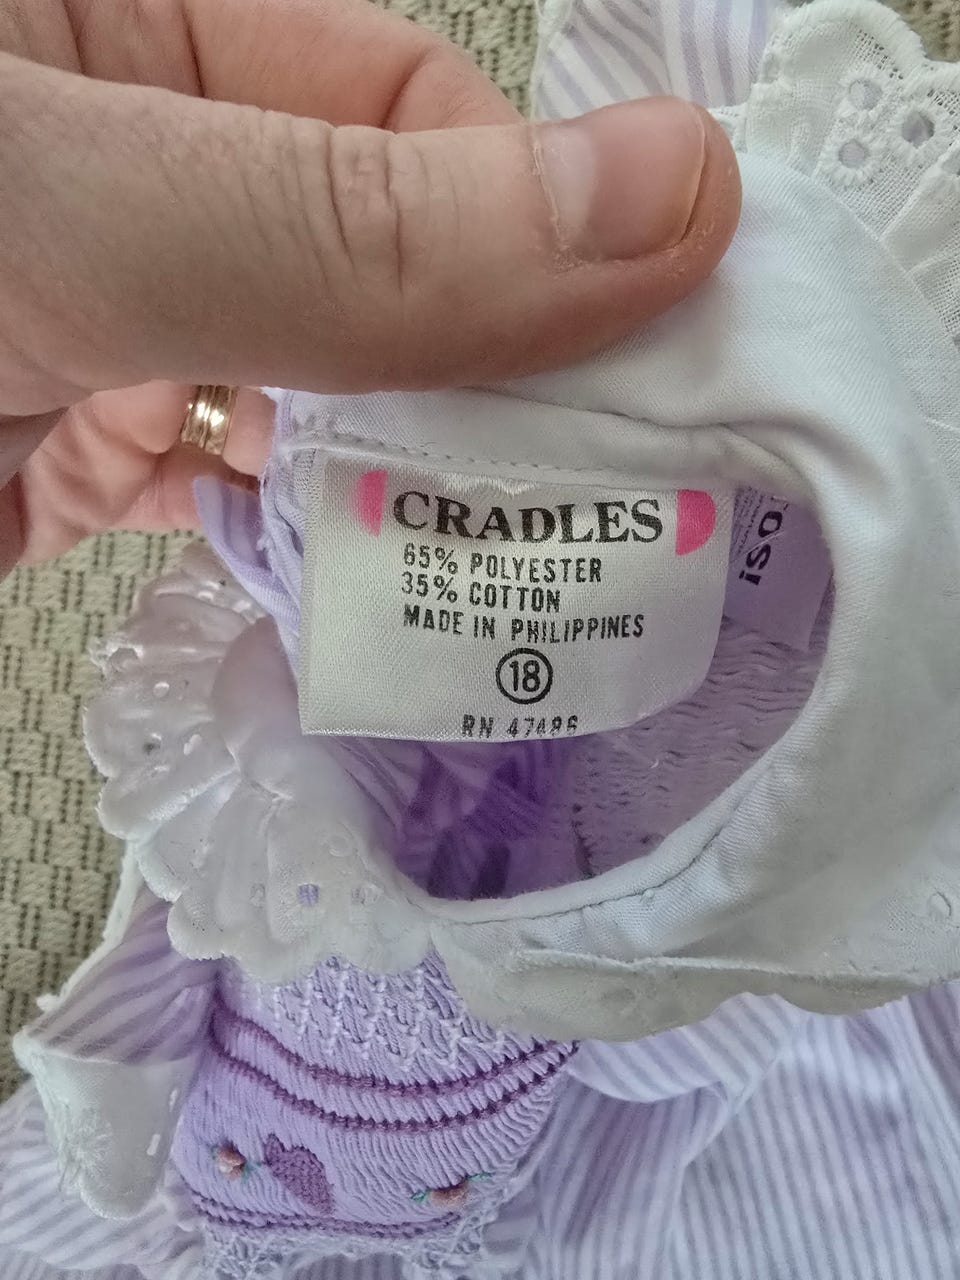 CRADLES
65% POLYESTER
35% COTTON
MADE IN PHILIPPINES
18
RN 47486